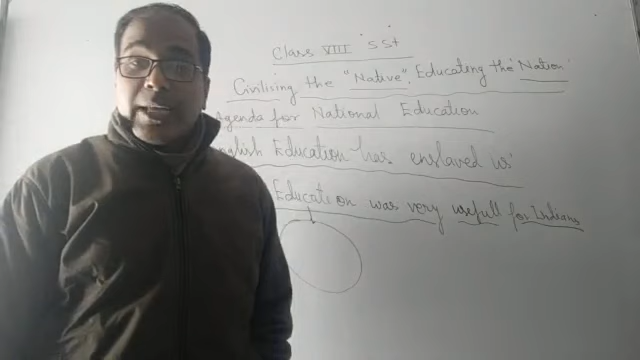 Class VIII 'SSt
Civilising the "Native", Educating the 'Nation'
Agenda for National Education
English Education has enslaved us'
Education was very usefull for Indians